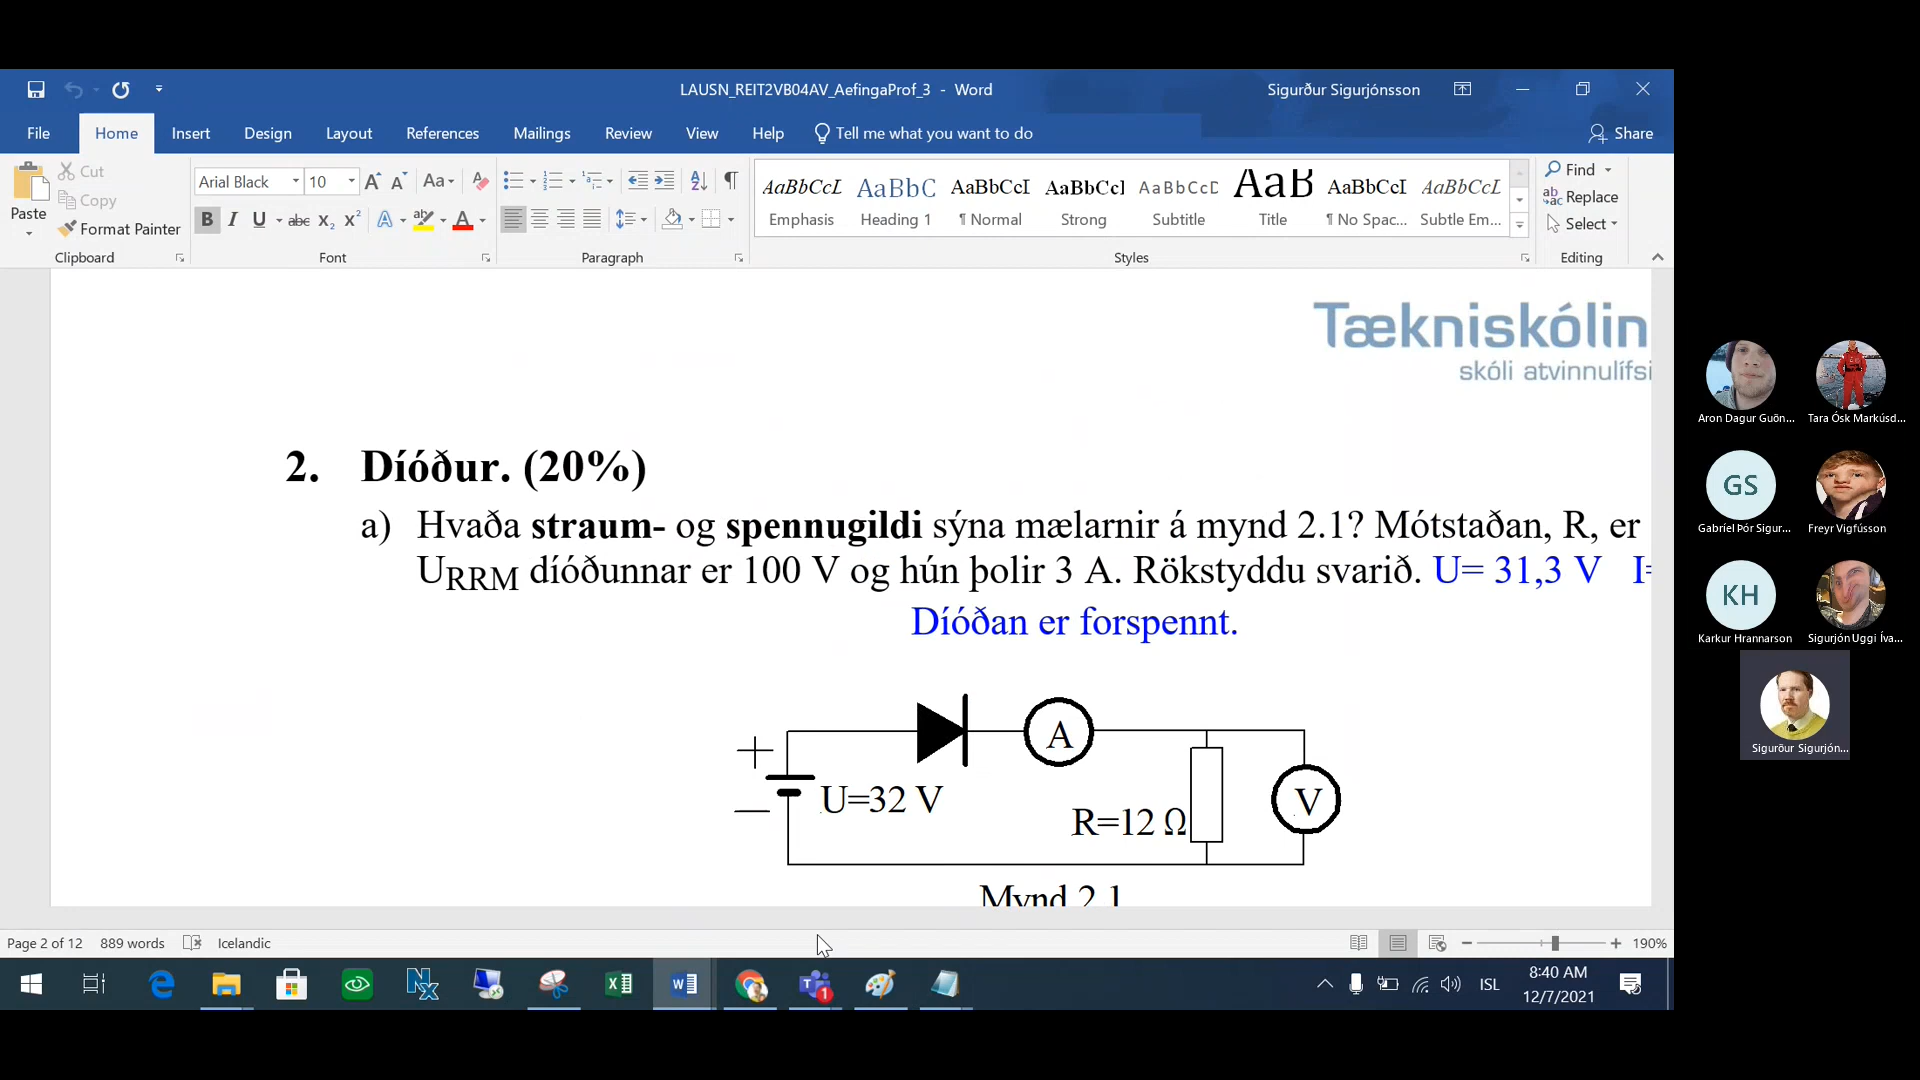 LAUSN_REIT2VB04AV_AefingaProf_3 - Word
Sigurður Sigurjónsson
File Home Insert Design Layout References Mailings Review View Help Tell me what you want to do Share
Paste
Cut
Copy
Format Painter
Clipboard
Arial Black 10
Font
Paragraph
AaBbCcL AaBbC AaBbCcI AaBbCcI AaBbCcD AaB AaBbCcI AaBbCcL
Emphasis Heading 1 ¶ Normal Strong Subtitle Title ¶ No Spac... Subtle Em...
Styles
Find
Replace
Select
Editing
Tækniskólin
skóli atvinnulífsi
2. Díóður. (20%)
a) Hvaða straum- og spennugildi sýna mælarnir á mynd 2.1? Mótstaðan, R, er
URRM díóðunnar er 100 V og hún þolir 3 A. Rökstyddu svarið. U= 31,3 V I=
Díóðan er forspennt.
+
A
U=32 V
—
R=12 Ω
V
Mynd 2.1
Page 2 of 12 889 words Icelandic
190%
ISL
8:40 AM
12/7/2021
1
Aron Dagur Guðn... Tara Ósk Markúsd...
GS
Gabríel Þór Sigur... Freyr Vigfússon
KH
Karkur Hrannarson Sigurjón Uggi Íva...
Sigurður Sigurjón...